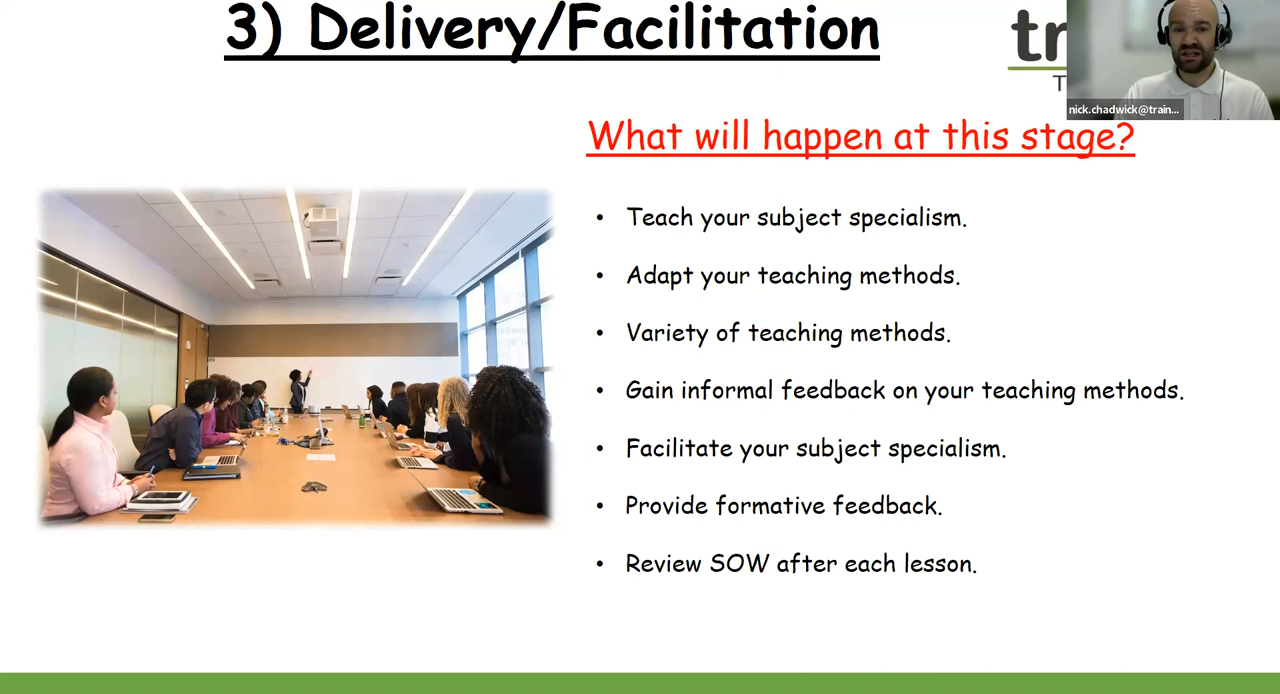 3) Delivery/Facilitation
nick.chadwick@train...
What will happen at this stage?
• Teach your subject specialism.
• Adapt your teaching methods.
• Variety of teaching methods.
• Gain informal feedback on your teaching methods.
• Facilitate your subject specialism.
• Provide formative feedback.
• Review SOW after each lesson.